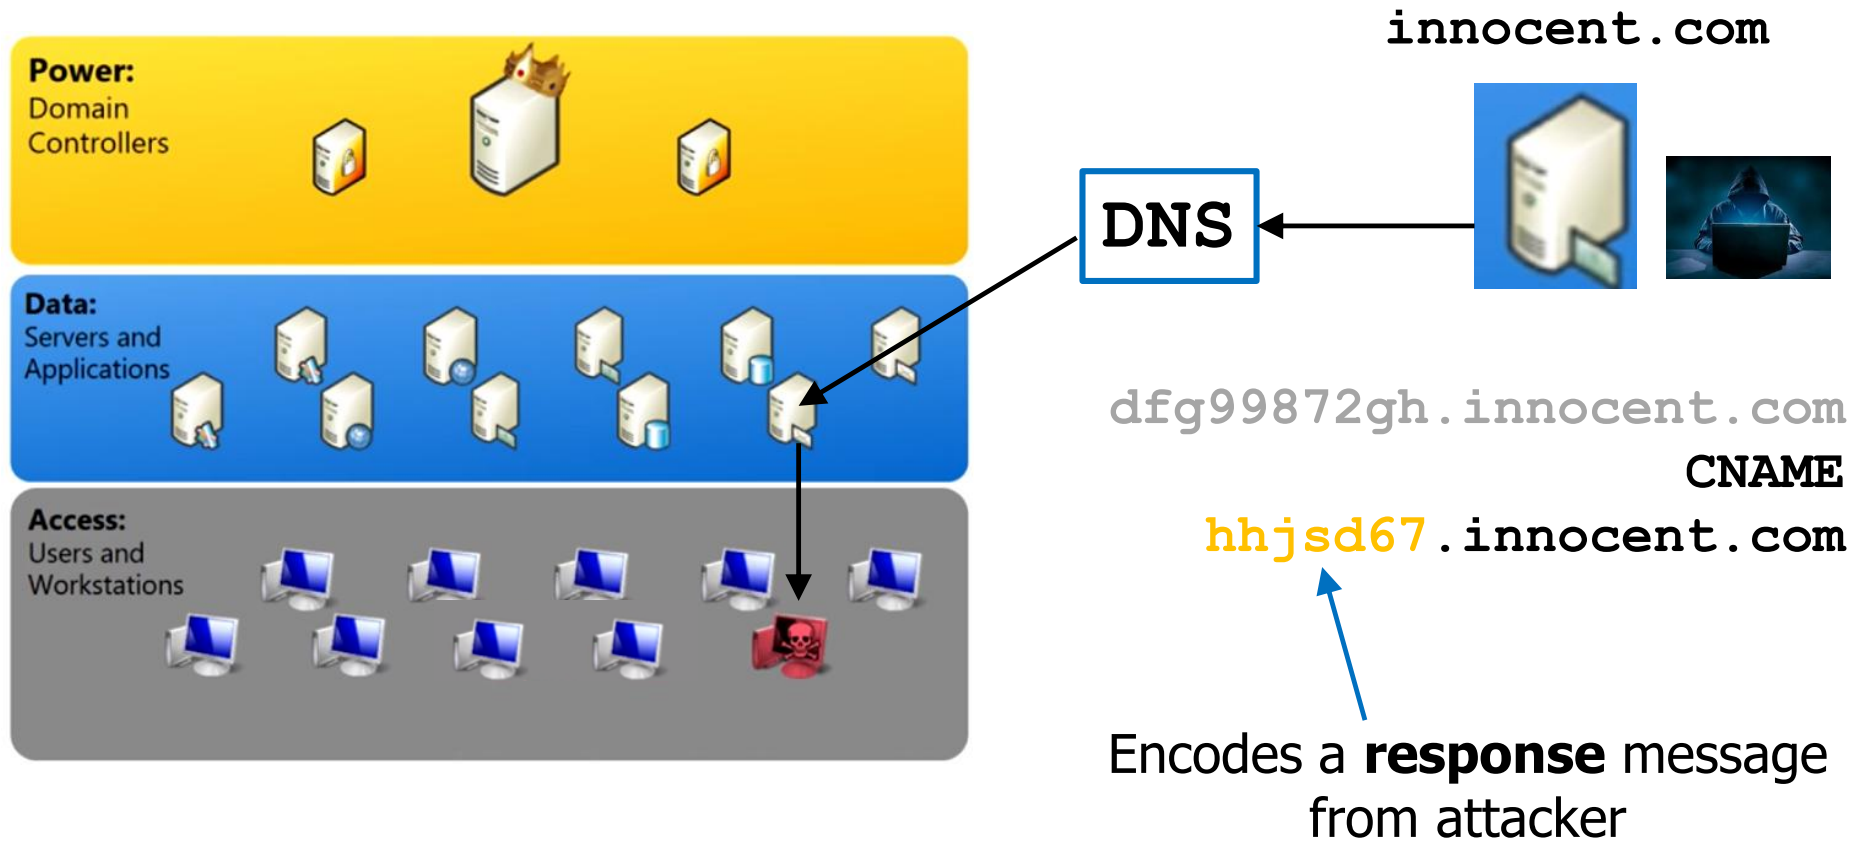 innocent.com
Power:
Domain
Controllers
DNS
Data:
Servers and
Applications
dfg99872gh.innocent.com
CNAME
hhjsd67.innocent.com
Access:
Users and
Workstations
Encodes a response message
from attacker